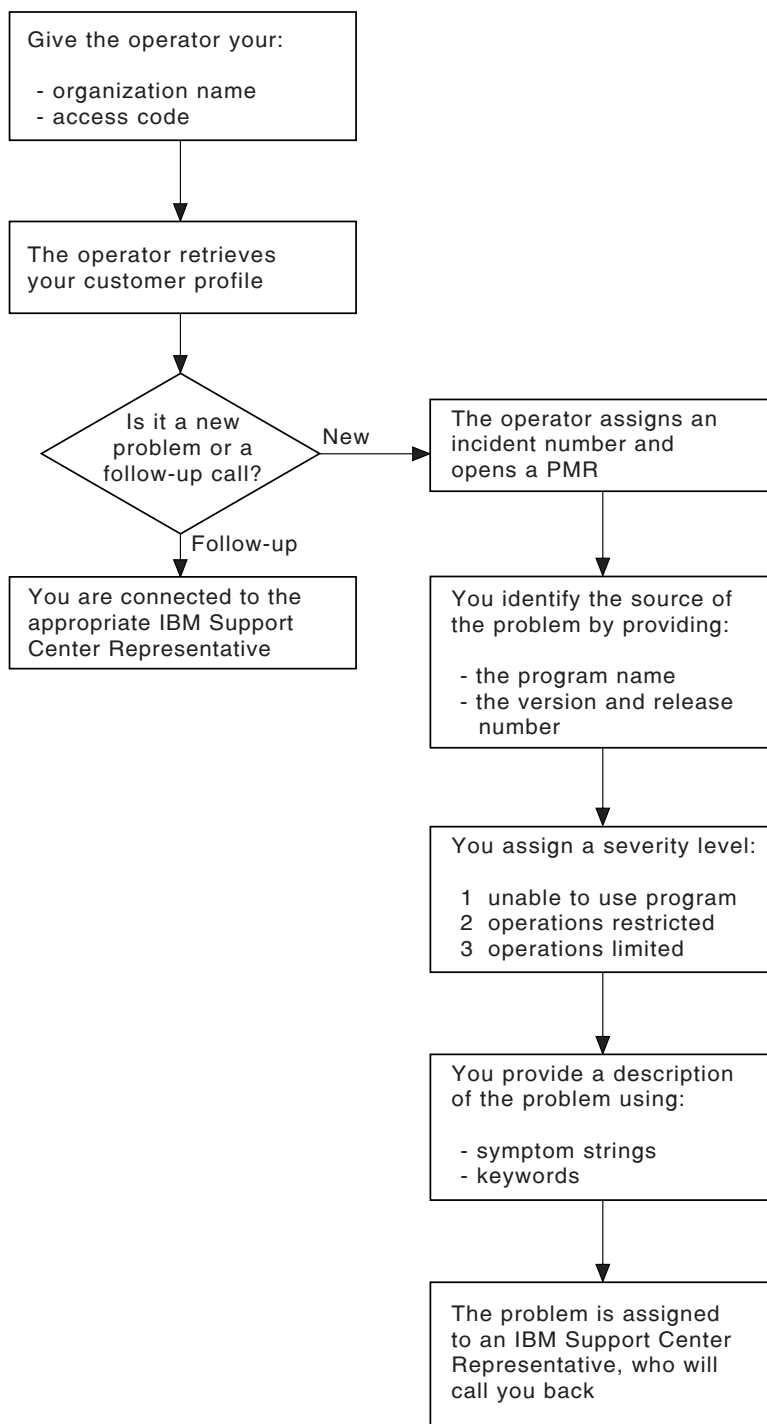 Give the operator your:
- organization name
- access code
The operator retrieves
your customer profile
Is it a new
problem or a
follow-up call?
New
Follow-up
You are connected to the
appropriate IBM Support
Center Representative
The operator assigns an
incident number and
opens a PMR
You identify the source of
the problem by providing:
- the program name
- the version and release
number
You assign a severity level:
1 unable to use program
2 operations restricted
3 operations limited
You provide a description
of the problem using:
- symptom strings
- keywords
The problem is assigned
to an IBM Support Center
Representative, who will
call you back